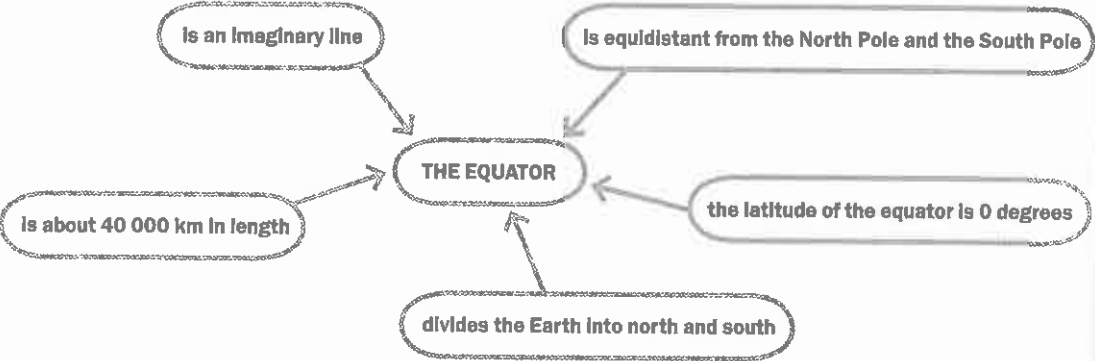 is an imaginary line
is equidistant from the North Pole and the South Pole
THE EQUATOR
is about 40 000 km in length
the latitude of the equator is 0 degrees
divides the Earth into north and south